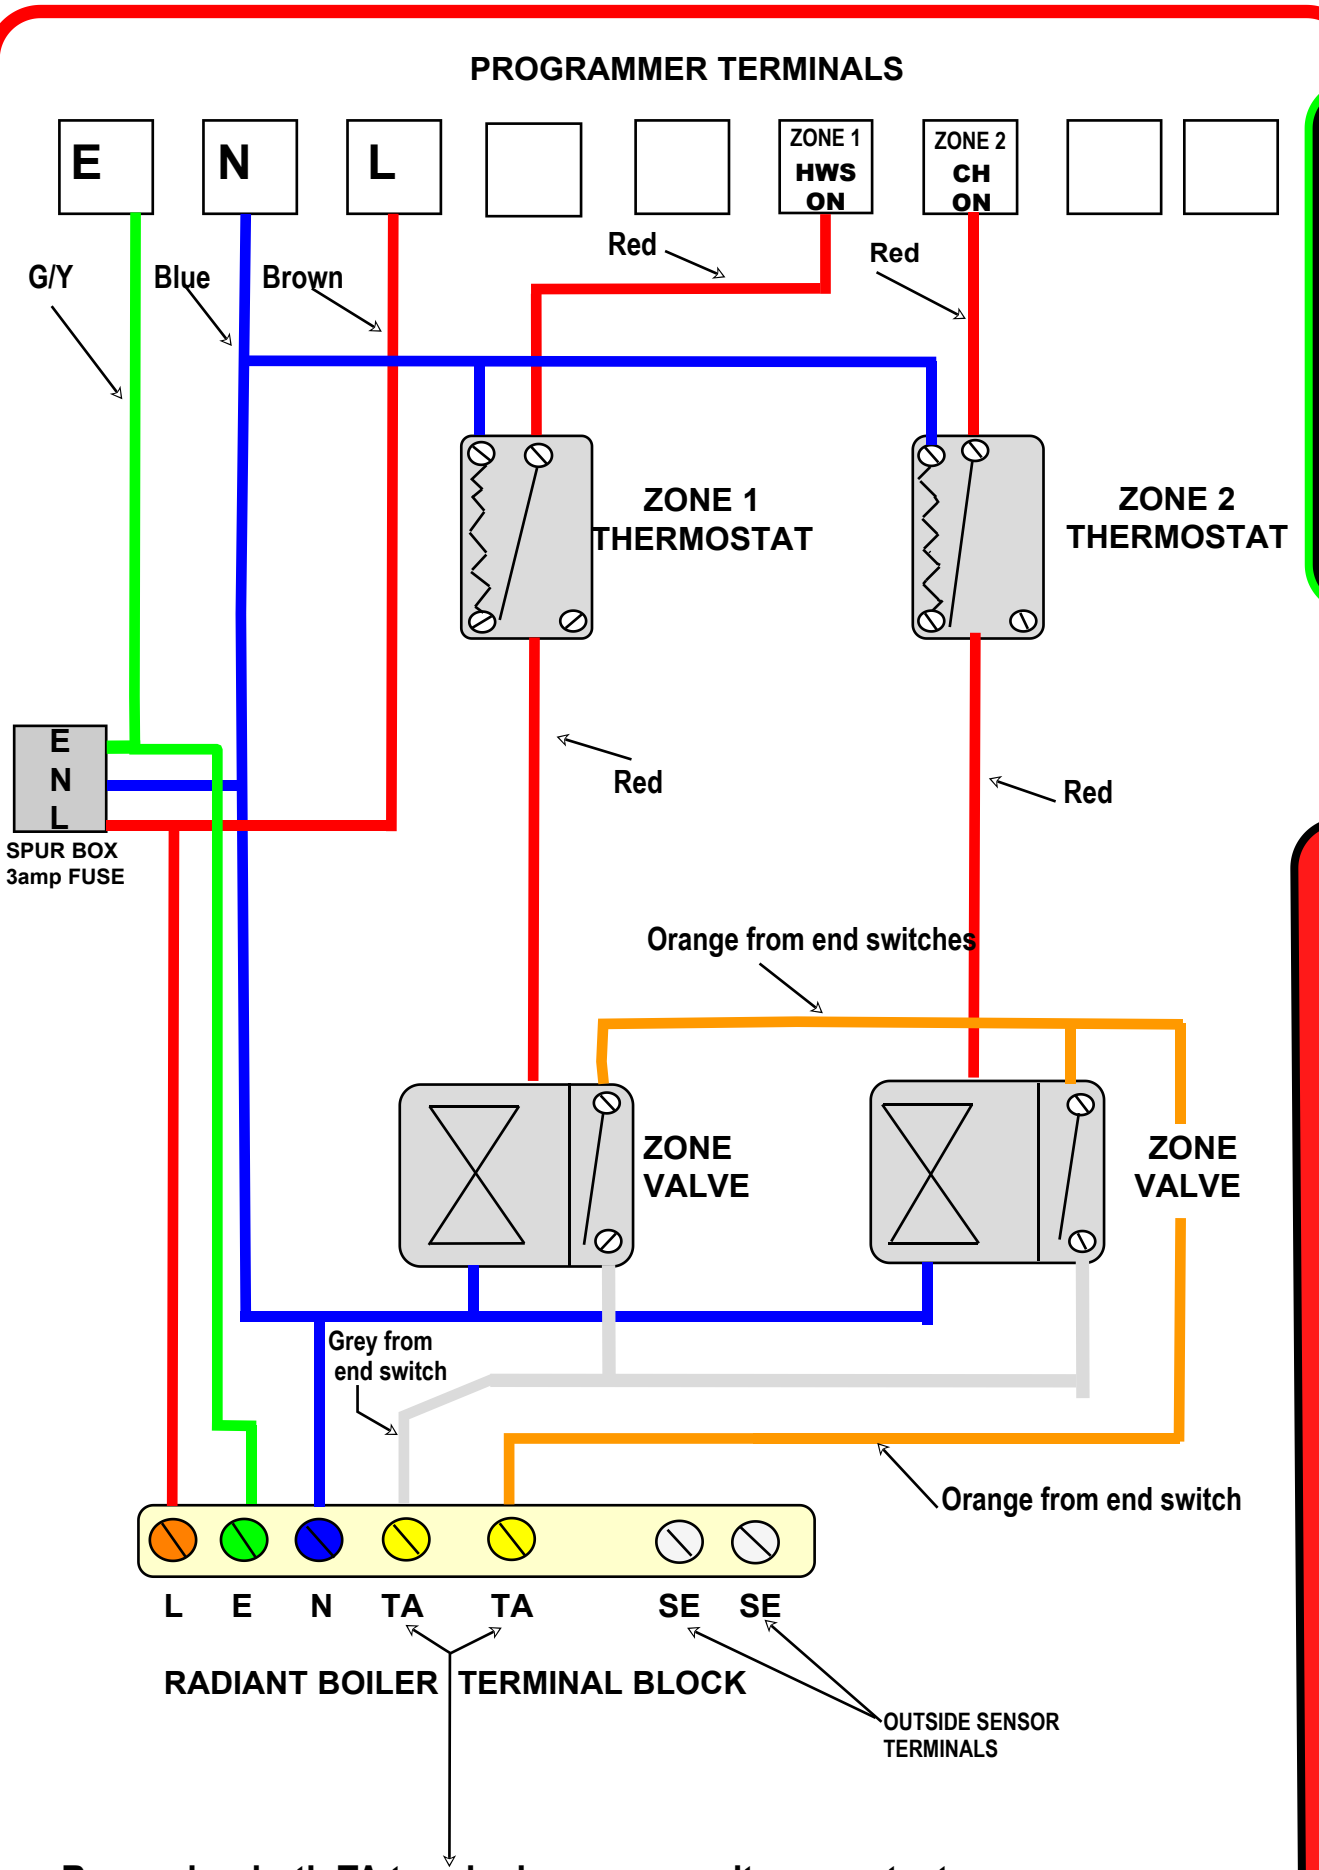 PROGRAMMER TERMINALS
E
N
L
ZONE 1
HWS
ON
ZONE 2
CH
ON
Red
Red
G/Y
Blue
Brown
ZONE 1
THERMOSTAT
ZONE 2
THERMOSTAT
E
N
L
SPUR BOX
3amp FUSE
Red
Red
Orange from end switches
ZONE
VALVE
ZONE
VALVE
Grey from
end switch
Orange from end switch
L E N TA TA SE SE
RADIANT BOILER TERMINAL BLOCK
OUTSIDE SENSOR
TERMINALS
both TA